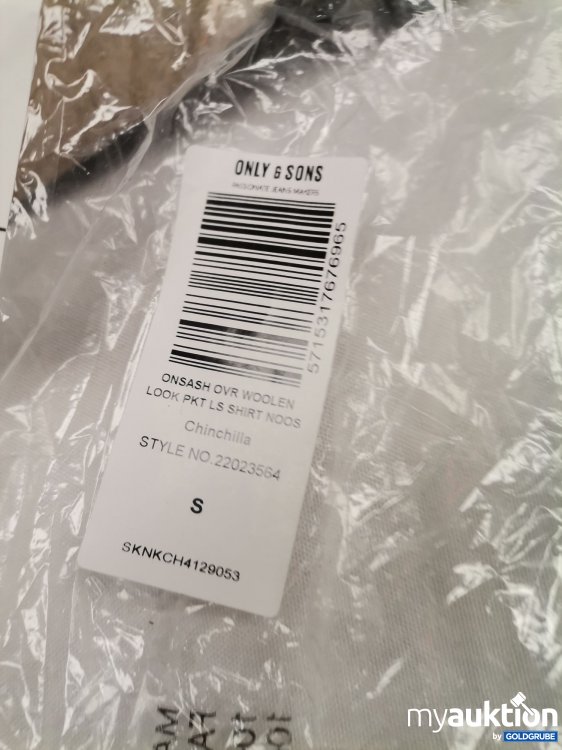 ONLY & SONS
PASSIONATE JEANS MAKERS
5715317676965
ONSASH OVR WOOLEN
LOOK PKT LS SHIRT NOOS
Chinchilla
STYLE NO.22023564
S
SKNKCH4129053
myauktion
by GOLDGRUBE